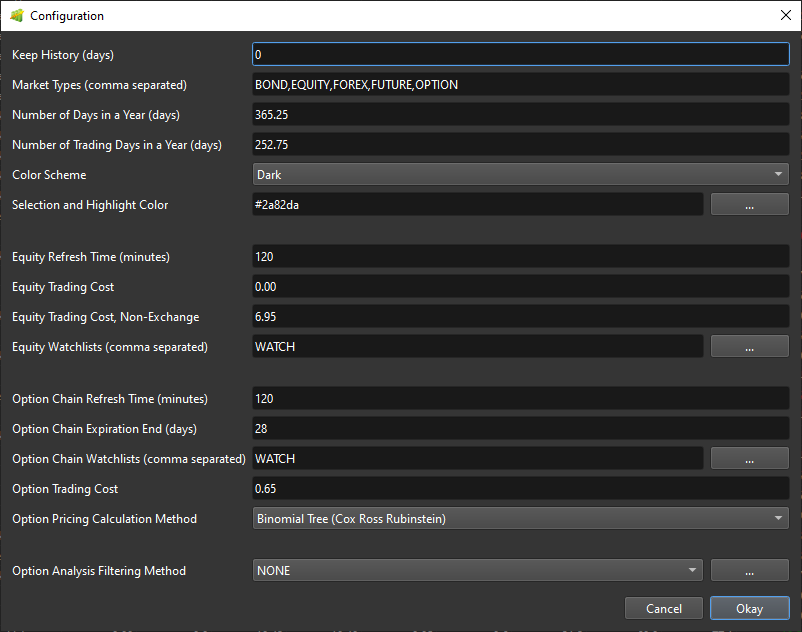 Configuration
Keep History (days) 0
Market Types (comma separated) BOND,EQUITY,FOREX,FUTURE,OPTION
Number of Days in a Year (days) 365.25
Number of Trading Days in a Year (days) 252.75
Color Scheme Dark
Selection and Highlight Color #2a82da ...
Equity Refresh Time (minutes) 120
Equity Trading Cost 0.00
Equity Trading Cost, Non-Exchange 6.95
Equity Watchlists (comma separated) WATCH ...
Option Chain Refresh Time (minutes) 120
Option Chain Expiration End (days) 28
Option Chain Watchlists (comma separated) WATCH ...
Option Trading Cost 0.65
Option Pricing Calculation Method Binomial Tree (Cox Ross Rubinstein)
Option Analysis Filtering Method NONE ...
Cancel Okay